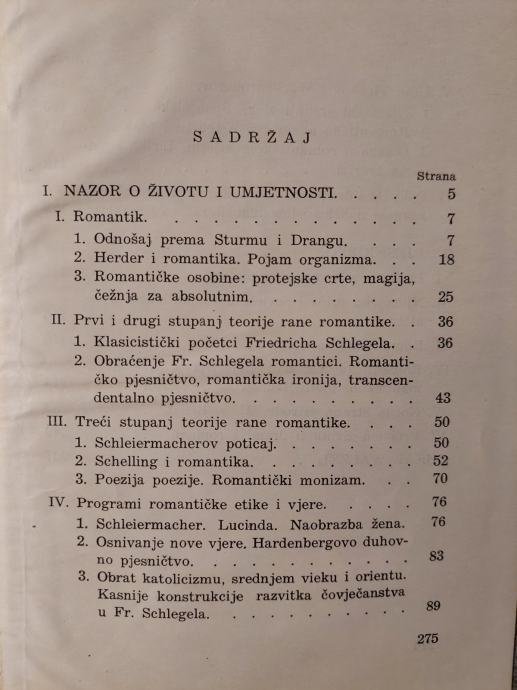 SADRŽAJ
Strana
I. NAZOR O ŽIVOTU I UMJETNOSTI. . . . . 5
I. Romantik. . . . . . . . . . . . 7
1. Odnošaj prema Sturmu i Drangu. . . . 7
2. Herder i romantika. Pojam organizma. . . 18
3. Romantičke osobine: protejske crte, magija,
čežnja za absolutnim. . . . . . . . . 25
II. Prvi i drugi stupanj teorije rane romantike. . 36
1. Klasicistički početci Friedricha Schlegela. . 36
2. Obraćenje Fr. Schlegela romantici. Romanti-
čko pjesničtvo, romantička ironija, transcen-
dentalno pjesničtvo. . . . . . . . . . 43
III. Treći stupanj teorije rane romantike. . . . 50
1. Schleiermacherov poticaj. . . . . . . . 50
2. Schelling i romantika. . . . . . . . . 52
3. Poezija poezije. Romantički monizam. . . 70
IV. Programi romantičke etike i vjere. . . . . 76
1. Schleiermacher. Lucinda. Naobrazba žena. 76
2. Osnivanje nove vjere. Hardenbergovo duhov-
no pjesničtvo. . . . . . . . . . . . 83
3. Obrat katolicizmu, srednjem vieku i orientu.
Kasnije konstrukcije razvitka čovječanstva
u Fr. Schlegela. . . . . . . . . . . 89
275